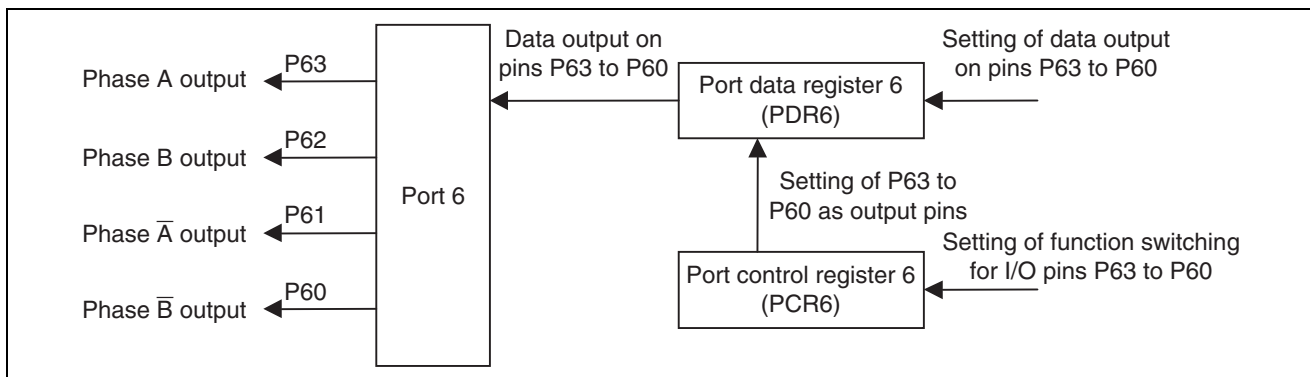 Phase A output
P63
Phase B output
P62
Phase A̅ output
P61
Phase B̅ output
P60
Port 6
Data output on
pins P63 to P60
Port data register 6
(PDR6)
Setting of data output
on pins P63 to P60
Setting of P63 to
P60 as output pins
Port control register 6
(PCR6)
Setting of function switching
for I/O pins P63 to P60